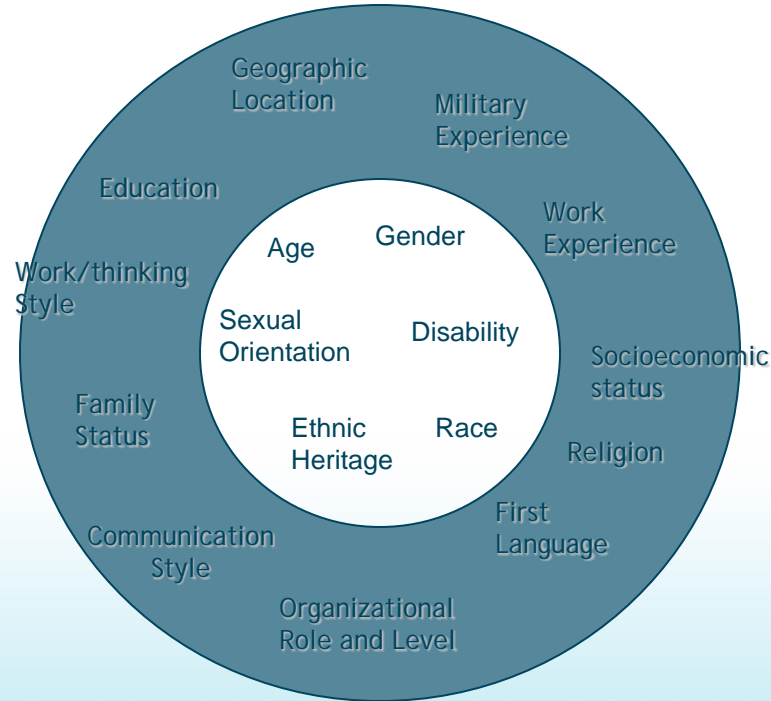 Geographic
Location
Military
Experience
Education
Work
Experience
Age
Gender
Work/thinking
Style
Sexual
Orientation
Disability
Socioeconomic
status
Family
Status
Ethnic
Heritage
Race
Religion
First
Language
Communication
Style
Organizational
Role and Level